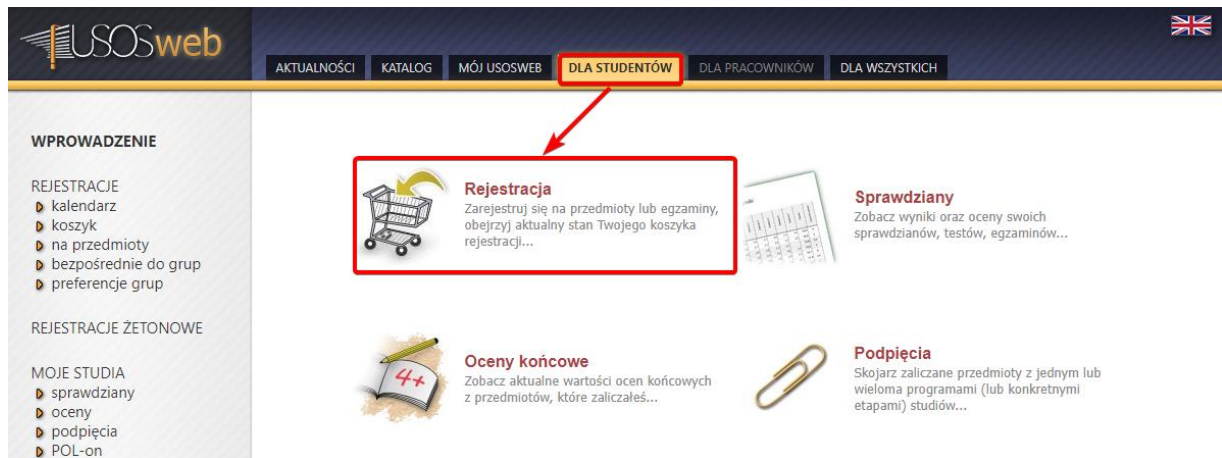 USOSweb
AKTUALNOŚCI KATALOG MÓJ USOSWEB DLA STUDENTÓW DLA PRACOWNIKÓW DLA WSZYSTKICH
WPROWADZENIE
REJESTRACJE
kalendarz
koszyk
na przedmioty
bezpośrednie do grup
preferencje grup
REJESTRACJE ŻETONOWE
MOJE STUDIA
sprawdziany
oceny
podpięcia
POL-on
Rejestracja
Zarejestruj się na przedmioty lub egzaminy,
obejrzyj aktualny stan Twojego koszyka
rejestracji...
Sprawdziany
Zobacz wyniki oraz oceny swoich
sprawdzianów, testów, egzaminów...
4+
Oceny końcowe
Zobacz aktualne wartości ocen końcowych
z przedmiotów, które zaliczałeś...
Podpięcia
Skojarz zaliczane przedmioty z jednym lub
wieloma programami (lub konkretnymi
etapami) studiów...